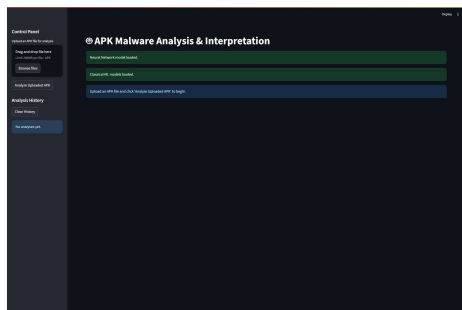 Deploy
Control Panel
Upload an APK file for analysis
Drag and drop file here
Limit 200MB per file • APK
Browse files
Analyze Uploaded APK
Analysis History
Clear History
No analyses yet.
APK Malware Analysis & Interpretation
Neural Network model loaded.
Classical ML models loaded.
Upload an APK file and click 'Analyze Uploaded APK' to begin.